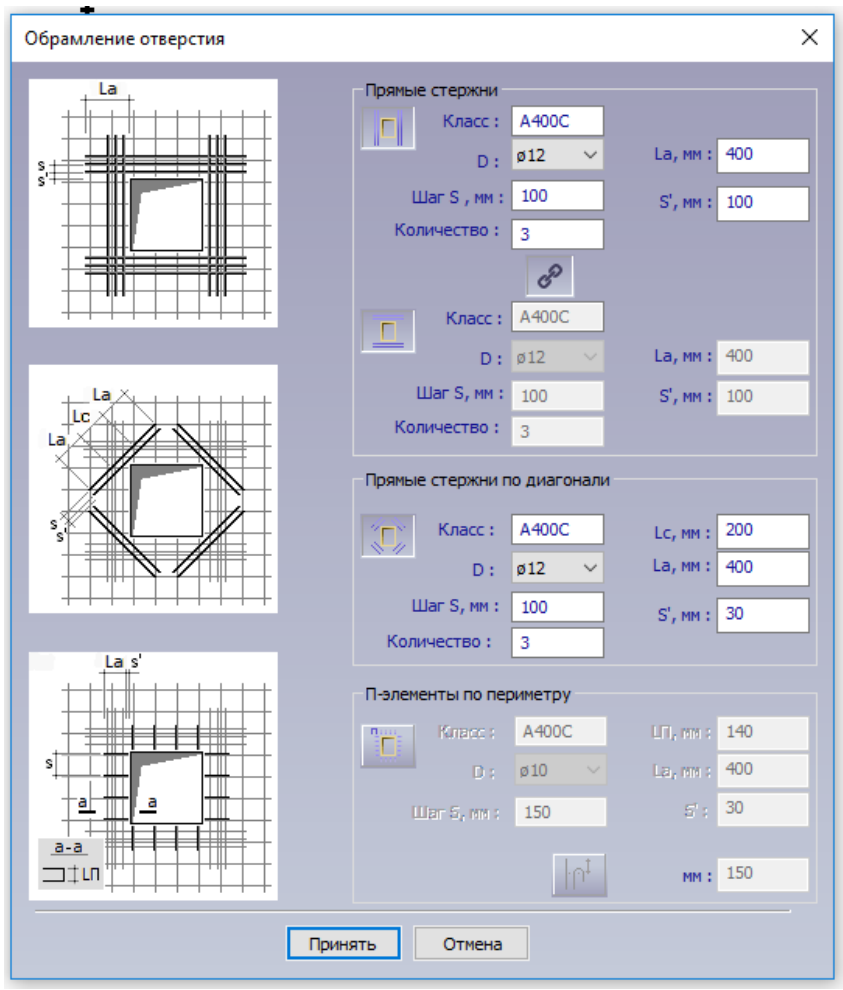 Обрамление отверстия
La
s
s'
Прямые стержни
Класс : A400C
D : ø12
La, мм : 400
Шаг S , мм : 100
S', мм : 100
Количество : 3
Класс : A400C
D : ø12
La, мм : 400
Шаг S, мм : 100
S', мм : 100
Количество : 3
La
Lc
La
s
s'
Прямые стержни по диагонали
Класс : A400C
Lc, мм : 200
D : ø12
La, мм : 400
Шаг S, мм : 100
S', мм : 30
Количество : 3
La s'
s
a a
a-a
LП
П-элементы по периметру
Класс : A400C
LП, мм : 140
D : ø10
La, мм : 400
Шаг S, мм : 150
S' : 30
мм : 150
Принять
Отмена